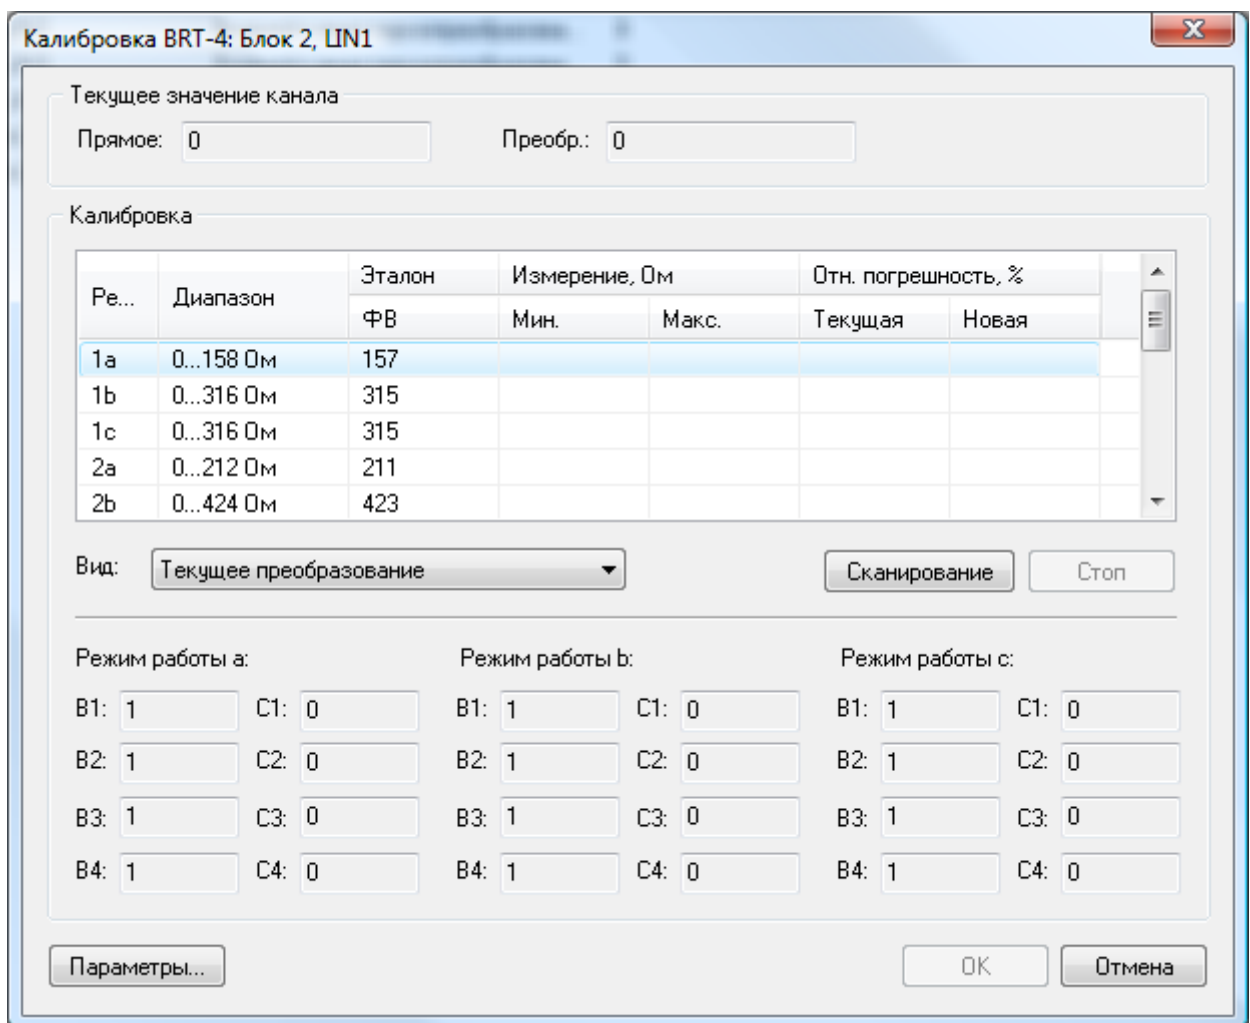 Калибровка BRT-4: Блок 2, LIN1
Текущее значение канала
Прямое: 0 Преобр.: 0
Калибровка
Ре... Диапазон Эталон Измерение, Ом Отн. погрешность, %
ФВ Мин. Макс. Текущая Новая
1a 0...158 Ом 157
1b 0...316 Ом 315
1c 0...316 Ом 315
2a 0...212 Ом 211
2b 0...424 Ом 423
Вид: Текущее преобразование Сканирование Стоп
Режим работы a: Режим работы b: Режим работы c:
B1: 1 C1: 0 B1: 1 C1: 0 B1: 1 C1: 0
B2: 1 C2: 0 B2: 1 C2: 0 B2: 1 C2: 0
B3: 1 C3: 0 B3: 1 C3: 0 B3: 1 C3: 0
B4: 1 C4: 0 B4: 1 C4: 0 B4: 1 C4: 0
Параметры... OK Отмена